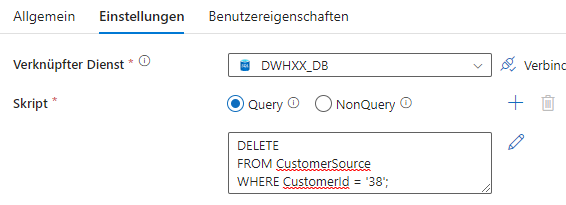 Allgemein Einstellungen Benutzereigenschaften
Verknüpfter Dienst * DWHXX_DB Verbind
Skript * Query NonQuery
DELETE
FROM CustomerSource
WHERE CustomerId = '38';